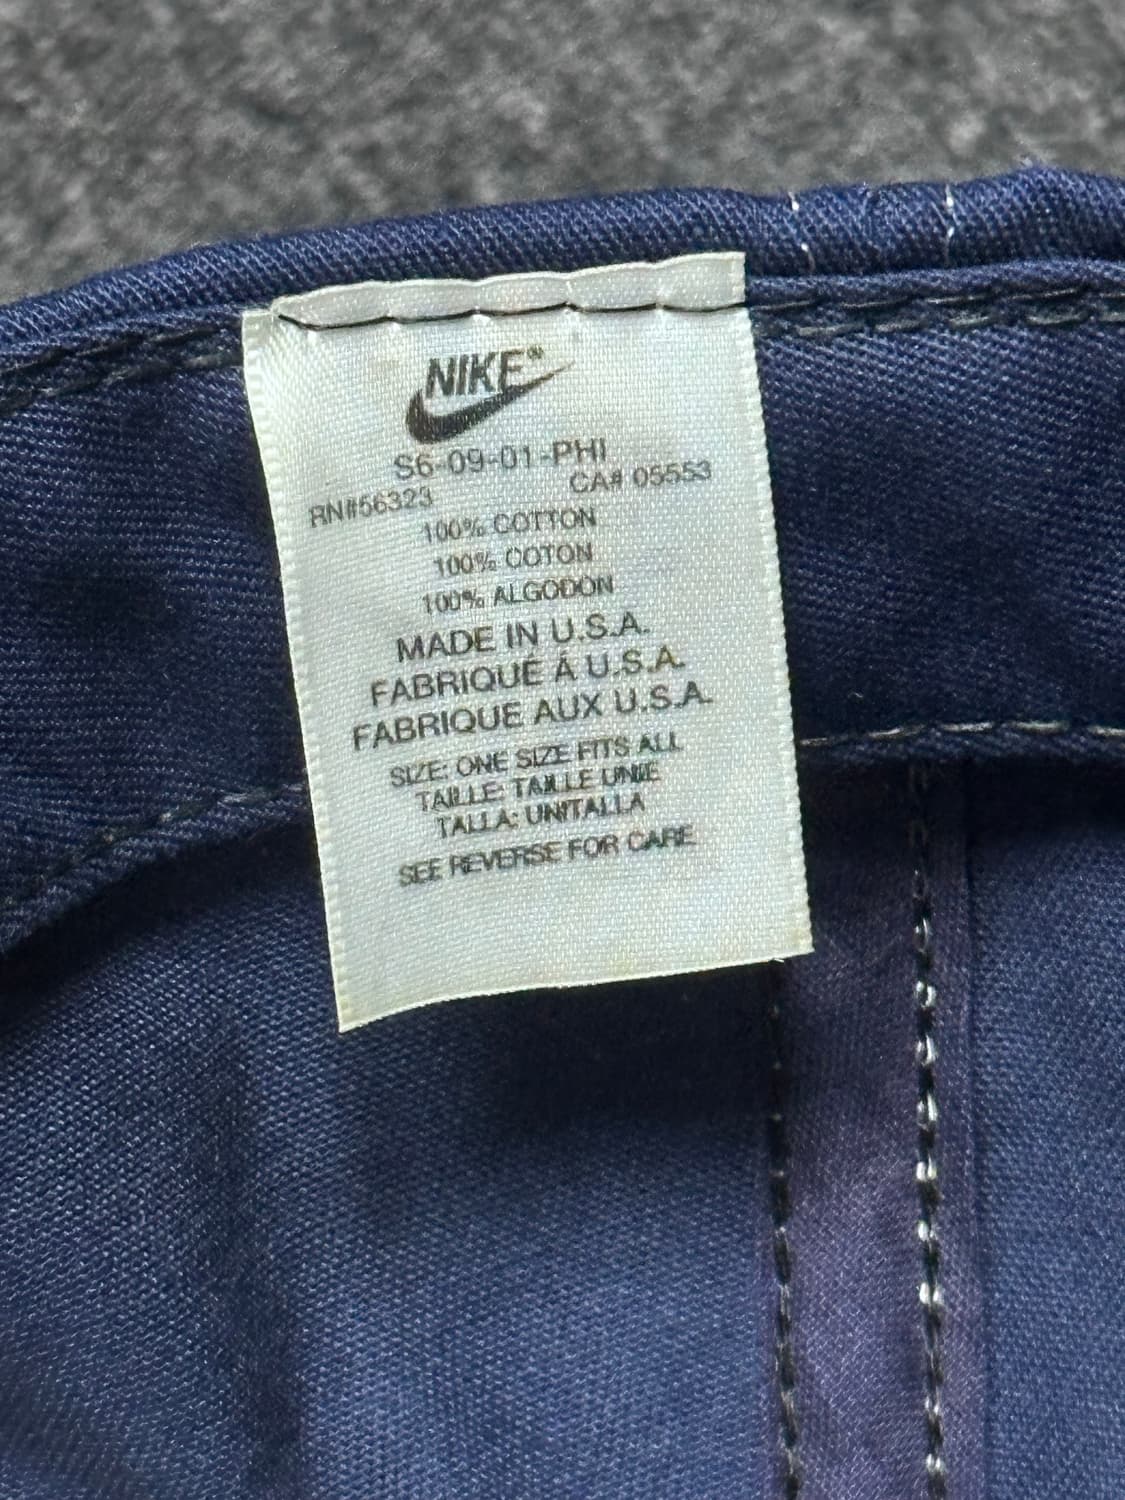 NIKE®
S6-09-01-PHI
RN#56323 CA# 05553
100% COTTON
100% COTON
100% ALGODON
MADE IN U.S.A.
FABRIQUE À U.S.A.
FABRIQUE AUX U.S.A.
SIZE: ONE SIZE FITS ALL
TAILLE: TAILLE UNIE
TALLA: UNITALLA
SEE REVERSE FOR CARE